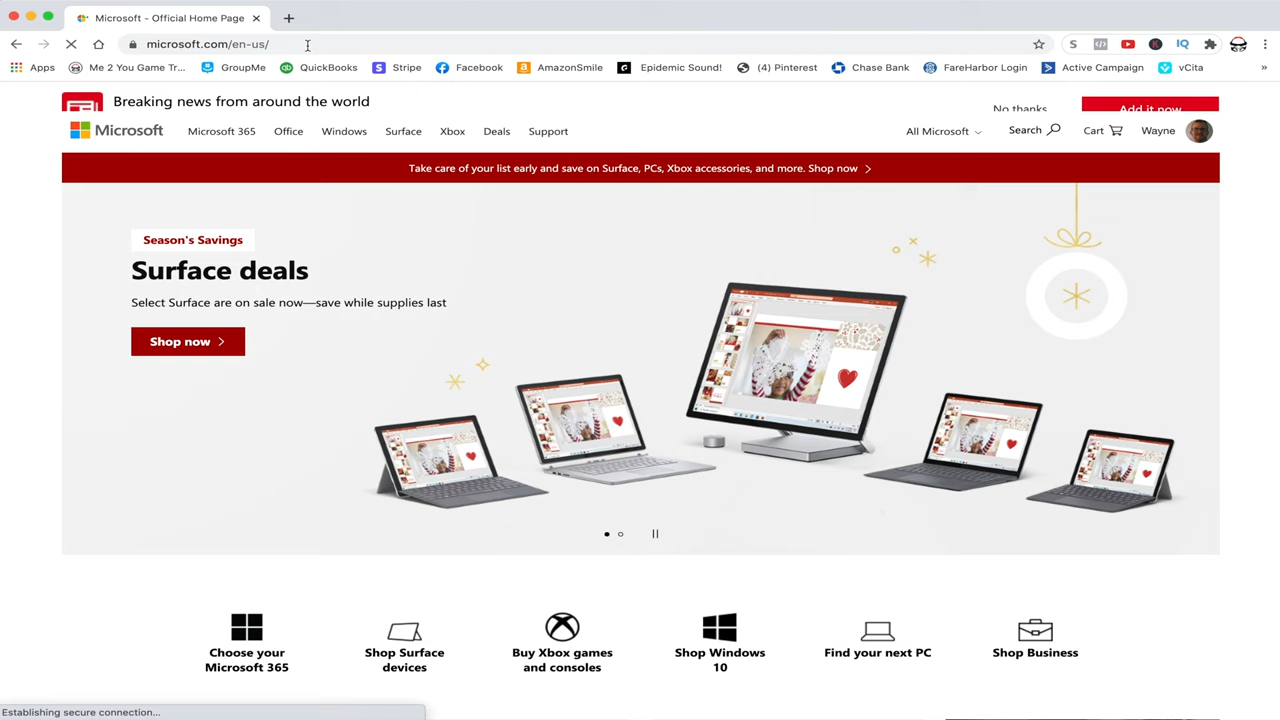 Microsoft - Official Home Page
microsoft.com/en-us/
Apps
Me 2 You Game Tr...
GroupMe
QuickBooks
Stripe
Facebook
AmazonSmile
Epidemic Sound!
(4) Pinterest
Chase Bank
FareHarbor Login
Active Campaign
vCita
Breaking news from around the world
No thanks
Add it now
Microsoft
Microsoft 365
Office
Windows
Surface
Xbox
Deals
Support
All Microsoft
Search
Cart
Wayne
Take care of your list early and save on Surface, PCs, Xbox accessories, and more. Shop now
Season's Savings
Surface deals
Select Surface are on sale now—save while supplies last
Shop now
Choose your
Microsoft 365
Shop Surface
devices
Buy Xbox games
and consoles
Shop Windows
10
Find your next PC
Shop Business
Establishing secure connection...